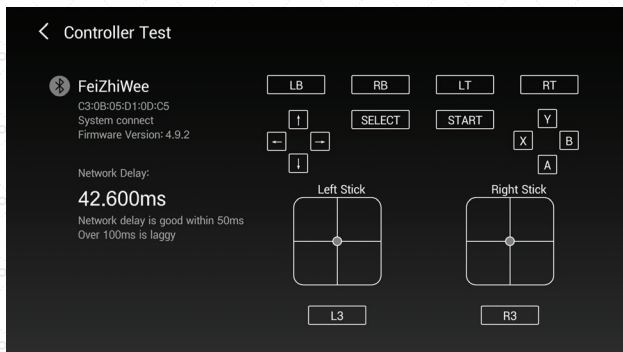 Controller Test
FeiZhiWee
C3:0B:05:D1:0D:C5
System connect
Firmware Version: 4.9.2
Network Delay:
42.600ms
Network delay is good within 50ms
Over 100ms is laggy
LB RB LT RT
↑ SELECT START Y
← → X B
↓ A
Left Stick Right Stick
L3 R3